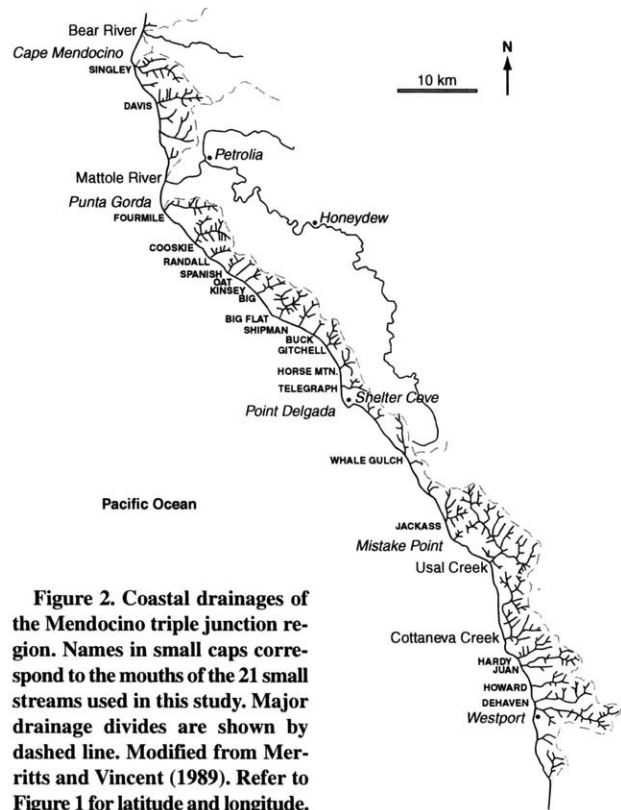 Bear River
Cape Mendocino
SINGLEY
DAVIS
10 km
N
Mattole River
Petrolia
Punta Gorda
FOURMILE
Honeydew
COOSKIE
RANDALL
SPANISH
OAT
KINSEY
BIG
BIG FLAT
SHIPMAN
BUCK
GITCHELL
HORSE MTN.
TELEGRAPH
Shelter Cove
Point Delgada
WHALE GULCH
Pacific Ocean
JACKASS
Mistake Point
Usal Creek
Cottaneva Creek
HARDY
JUAN
HOWARD
DEHAVEN
Westport
Figure 2. Coastal drainages of
the Mendocino triple junction re-
gion. Names in small caps corre-
spond to the mouths of the 21 small
streams used in this study. Major
drainage divides are shown by
dashed line. Modified from Mer-
ritts and Vincent (1989). Refer to
Figure 1 for latitude and longitude.